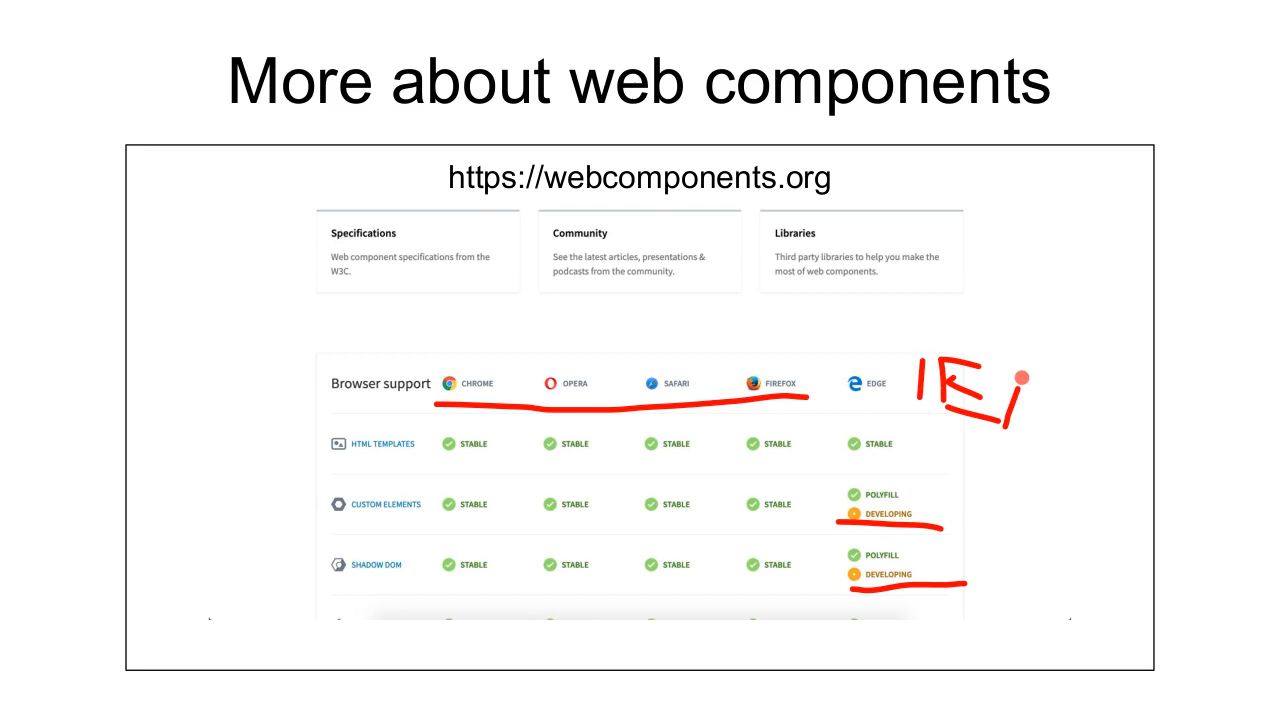 More about web components
https://webcomponents.org
Specifications
Web component specifications from the
W3C.
Community
See the latest articles, presentations &
podcasts from the community.
Libraries
Third party libraries to help you make the
most of web components.
Browser support CHROME OPERA SAFARI FIREFOX EDGE IE
HTML TEMPLATES STABLE STABLE STABLE STABLE STABLE
CUSTOM ELEMENTS STABLE STABLE STABLE STABLE POLYFILL
DEVELOPING
SHADOW DOM STABLE STABLE STABLE STABLE POLYFILL
DEVELOPING